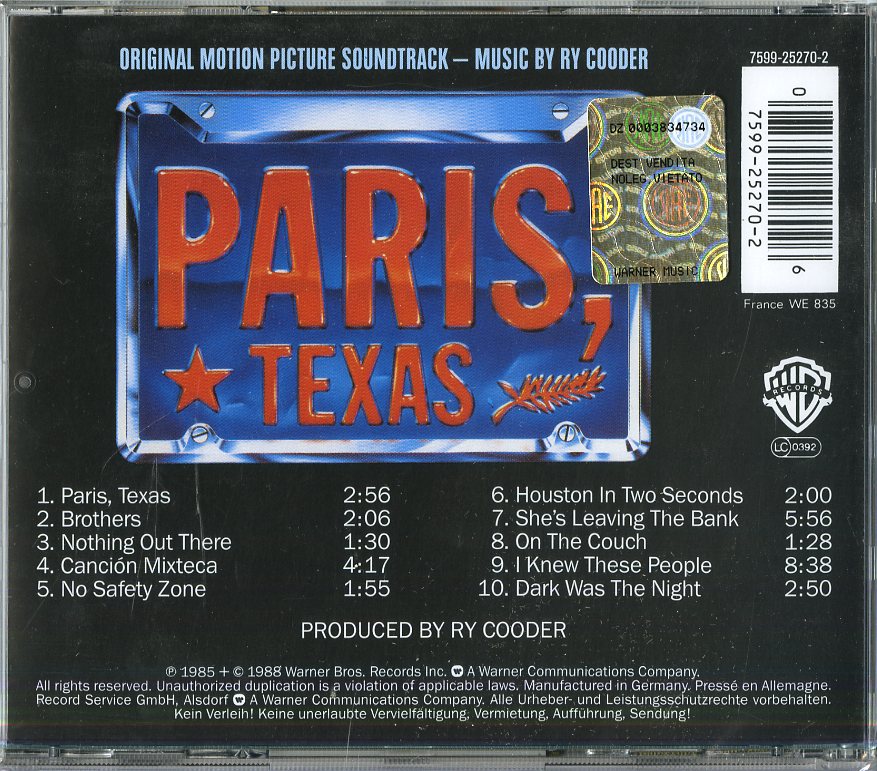 ORIGINAL MOTION PICTURE SOUNDTRACK – MUSIC BY RY COODER
7599-25270-2
0
7599-25270-2
6
France WE 835
DZ 0003834734
DEST VENDITA
NOLEG VIETATO
WARNER MUSIC
PARIS,
TEXAS
RECORDS
LC 0392
1. Paris, Texas 2:56
2. Brothers 2:06
3. Nothing Out There 1:30
4. Canción Mixteca 4:17
5. No Safety Zone 1:55
6. Houston In Two Seconds 2:00
7. She's Leaving The Bank 5:56
8. On The Couch 1:28
9. I Knew These People 8:38
10. Dark Was The Night 2:50
PRODUCED BY RY COODER
℗ 1985 + © 1988 Warner Bros. Records Inc. A Warner Communications Company.
All rights reserved. Unauthorized duplication is a violation of applicable laws. Manufactured in Germany. Pressé en Allemagne.
Record Service GmbH, Alsdorf A Warner Communications Company. Alle Urheber- und Leistungsschutzrechte vorbehalten.
Kein Verleih! Keine unerlaubte Vervielfältigung, Vermietung, Aufführung, Sendung!